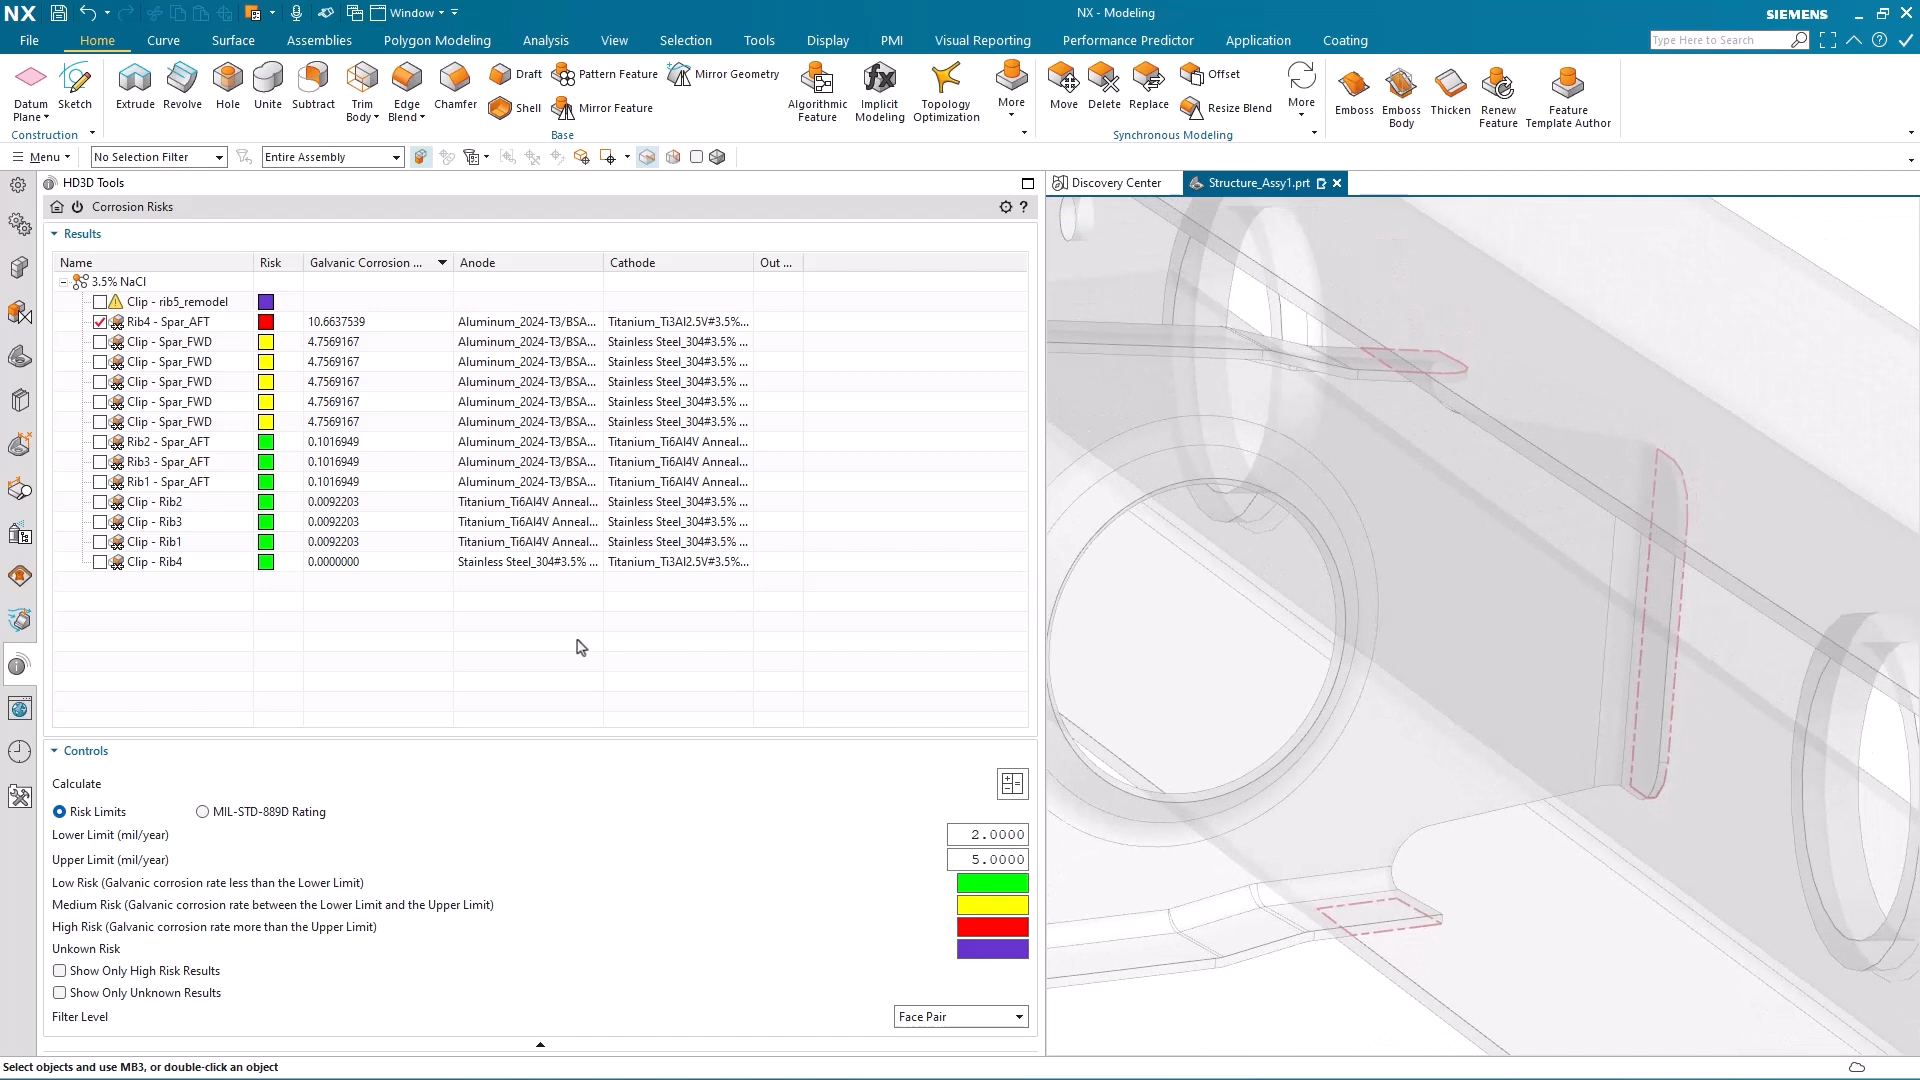 NX
Window
NX - Modeling
SIEMENS
File
Home
Curve
Surface
Assemblies
Polygon Modeling
Analysis
View
Selection
Tools
Display
PMI
Visual Reporting
Performance Predictor
Application
Coating
Type Here to Search
Datum Plane
Sketch
Extrude
Revolve
Hole
Unite
Subtract
Trim Body
Edge Blend
Chamfer
Draft
Shell
Pattern Feature
Mirror Feature
Mirror Geometry
Algorithmic Feature
Implicit Modeling
Topology Optimization
More
Move
Delete
Replace
Offset
Resize Blend
More
Emboss
Emboss Body
Thicken
Renew Feature
Feature Template Author
Construction
Base
Synchronous Modeling
Menu
No Selection Filter
Entire Assembly
HD3D Tools
Discovery Center
Structure_Assy1.prt
Corrosion Risks
Results
Name Risk Galvanic Corrosion ... Anode Cathode Out ...
3.5% NaCl
Clip - rib5_remodel
Rib4 - Spar_AFT 10.6637539 Aluminum_2024-T3/BSA... Titanium_Ti3Al2.5V#3.5%...
Clip - Spar_FWD 4.7569167 Aluminum_2024-T3/BSA... Stainless Steel_304#3.5% ...
Clip - Spar_FWD 4.7569167 Aluminum_2024-T3/BSA... Stainless Steel_304#3.5% ...
Clip - Spar_FWD 4.7569167 Aluminum_2024-T3/BSA... Stainless Steel_304#3.5% ...
Clip - Spar_FWD 4.7569167 Aluminum_2024-T3/BSA... Stainless Steel_304#3.5% ...
Clip - Spar_FWD 4.7569167 Aluminum_2024-T3/BSA... Stainless Steel_304#3.5% ...
Rib2 - Spar_AFT 0.1016949 Aluminum_2024-T3/BSA... Titanium_Ti6Al4V Anneal...
Rib3 - Spar_AFT 0.1016949 Aluminum_2024-T3/BSA... Titanium_Ti6Al4V Anneal...
Rib1 - Spar_AFT 0.1016949 Aluminum_2024-T3/BSA... Titanium_Ti6Al4V Anneal...
Clip - Rib2 0.0092203 Titanium_Ti6Al4V Anneal... Stainless Steel_304#3.5% ...
Clip - Rib3 0.0092203 Titanium_Ti6Al4V Anneal... Stainless Steel_304#3.5% ...
Clip - Rib1 0.0092203 Titanium_Ti6Al4V Anneal... Stainless Steel_304#3.5% ...
Clip - Rib4 0.0000000 Stainless Steel_304#3.5% ... Titanium_Ti3Al2.5V#3.5%...
Controls
Calculate
Risk Limits
MIL-STD-889D Rating
Lower Limit (mil/year) 2.0000
Upper Limit (mil/year) 5.0000
Low Risk (Galvanic corrosion rate less than the Lower Limit)
Medium Risk (Galvanic corrosion rate between the Lower Limit and the Upper Limit)
High Risk (Galvanic corrosion rate more than the Upper Limit)
Unkown Risk
Show Only High Risk Results
Show Only Unknown Results
Filter Level Face Pair
Select objects and use MB3, or double-click an object